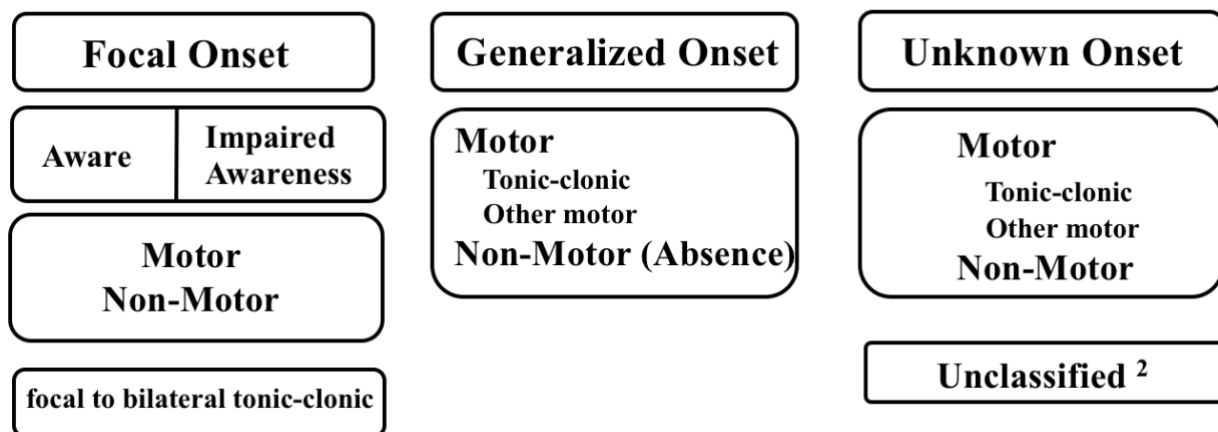 Focal Onset
Aware
Impaired
Awareness
Motor
Non-Motor
focal to bilateral tonic-clonic
Generalized Onset
Motor
Tonic-clonic
Other motor
Non-Motor (Absence)
Unknown Onset
Motor
Tonic-clonic
Other motor
Non-Motor
Unclassified ²